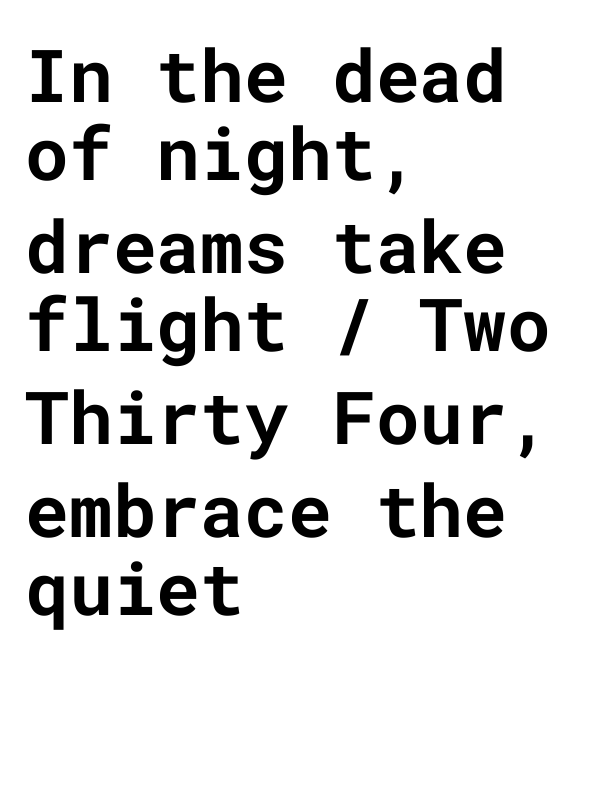 In the dead
of night,
dreams take
flight / Two
Thirty Four,
embrace the
quiet